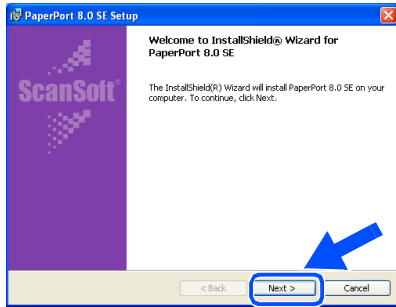 PaperPort 8.0 SE Setup
Welcome to InstallShield® Wizard for
PaperPort 8.0 SE
ScanSoft®
The InstallShield(R) Wizard will install PaperPort 8.0 SE on your
computer. To continue, click Next.
< Back
Next >
Cancel